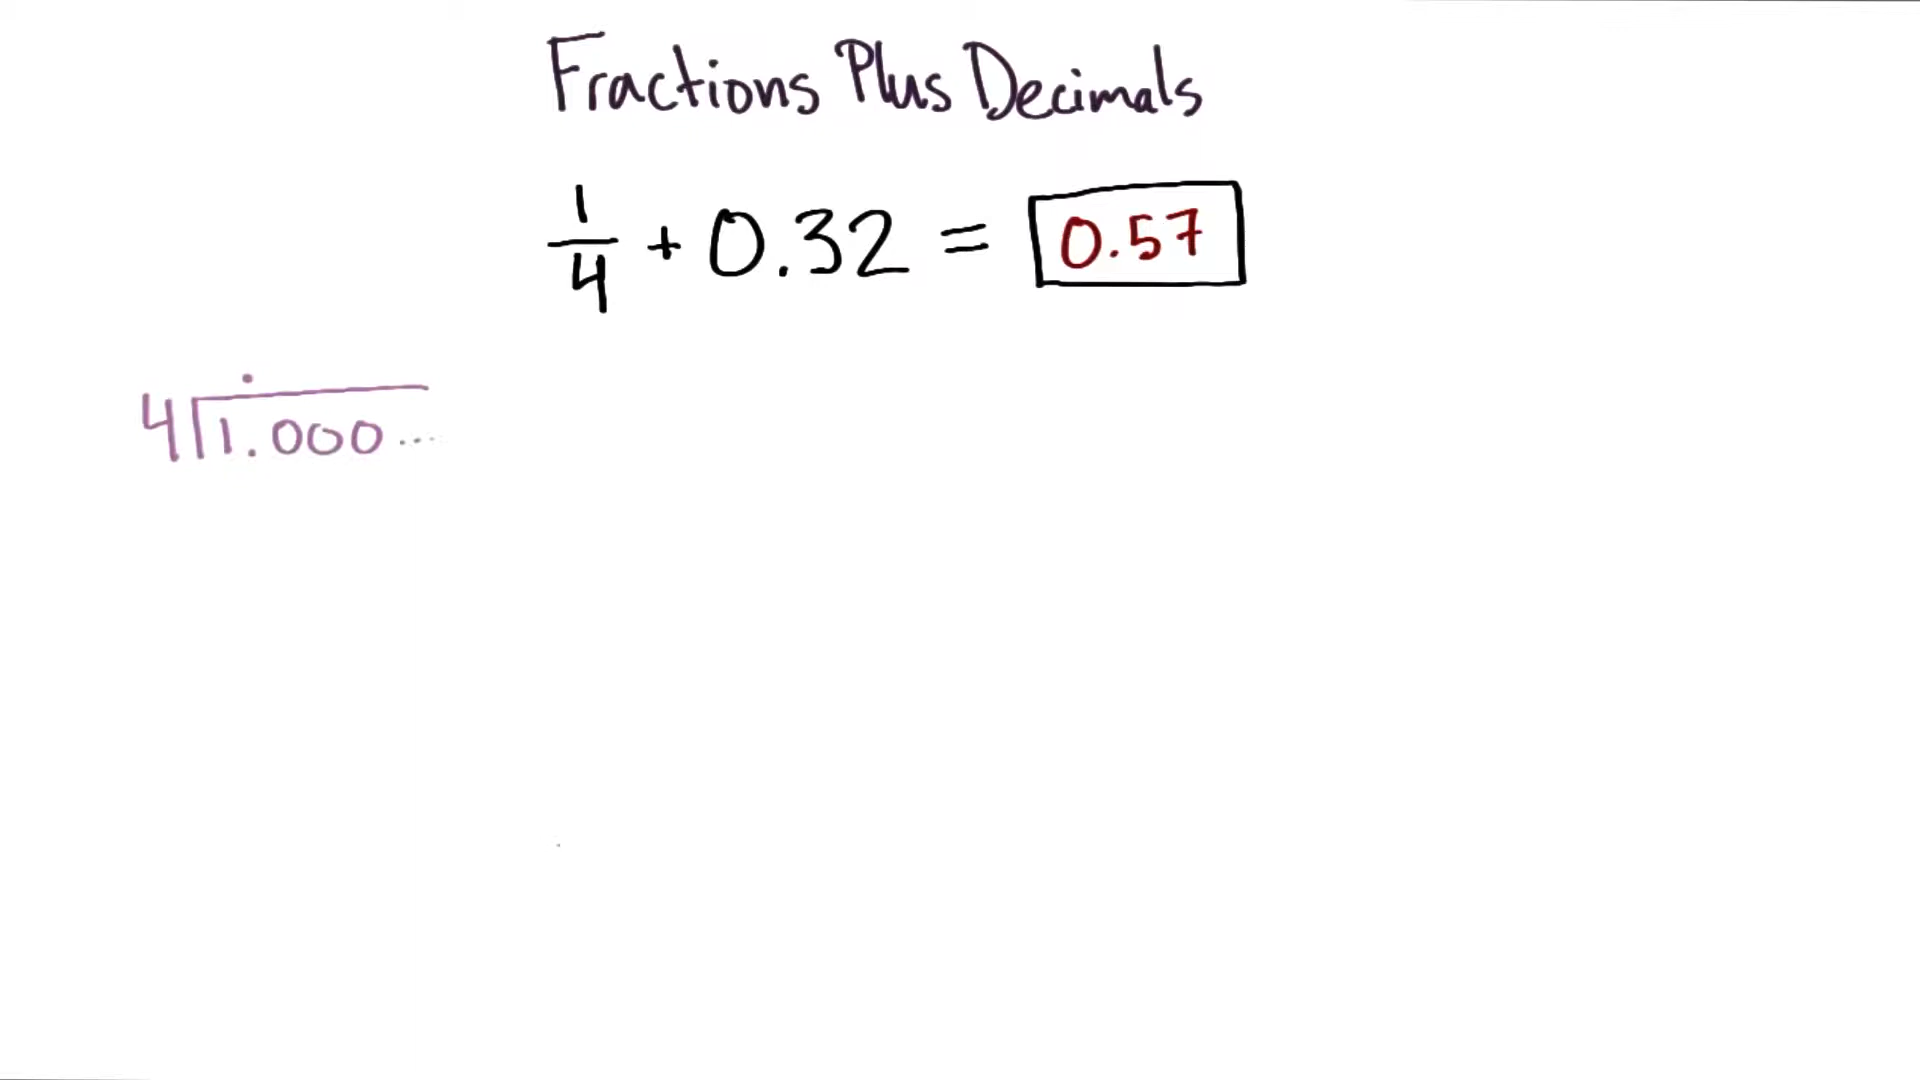 Fractions Plus Decimals
1/4 + 0.32 = 0.57
.
4⟌1.000...